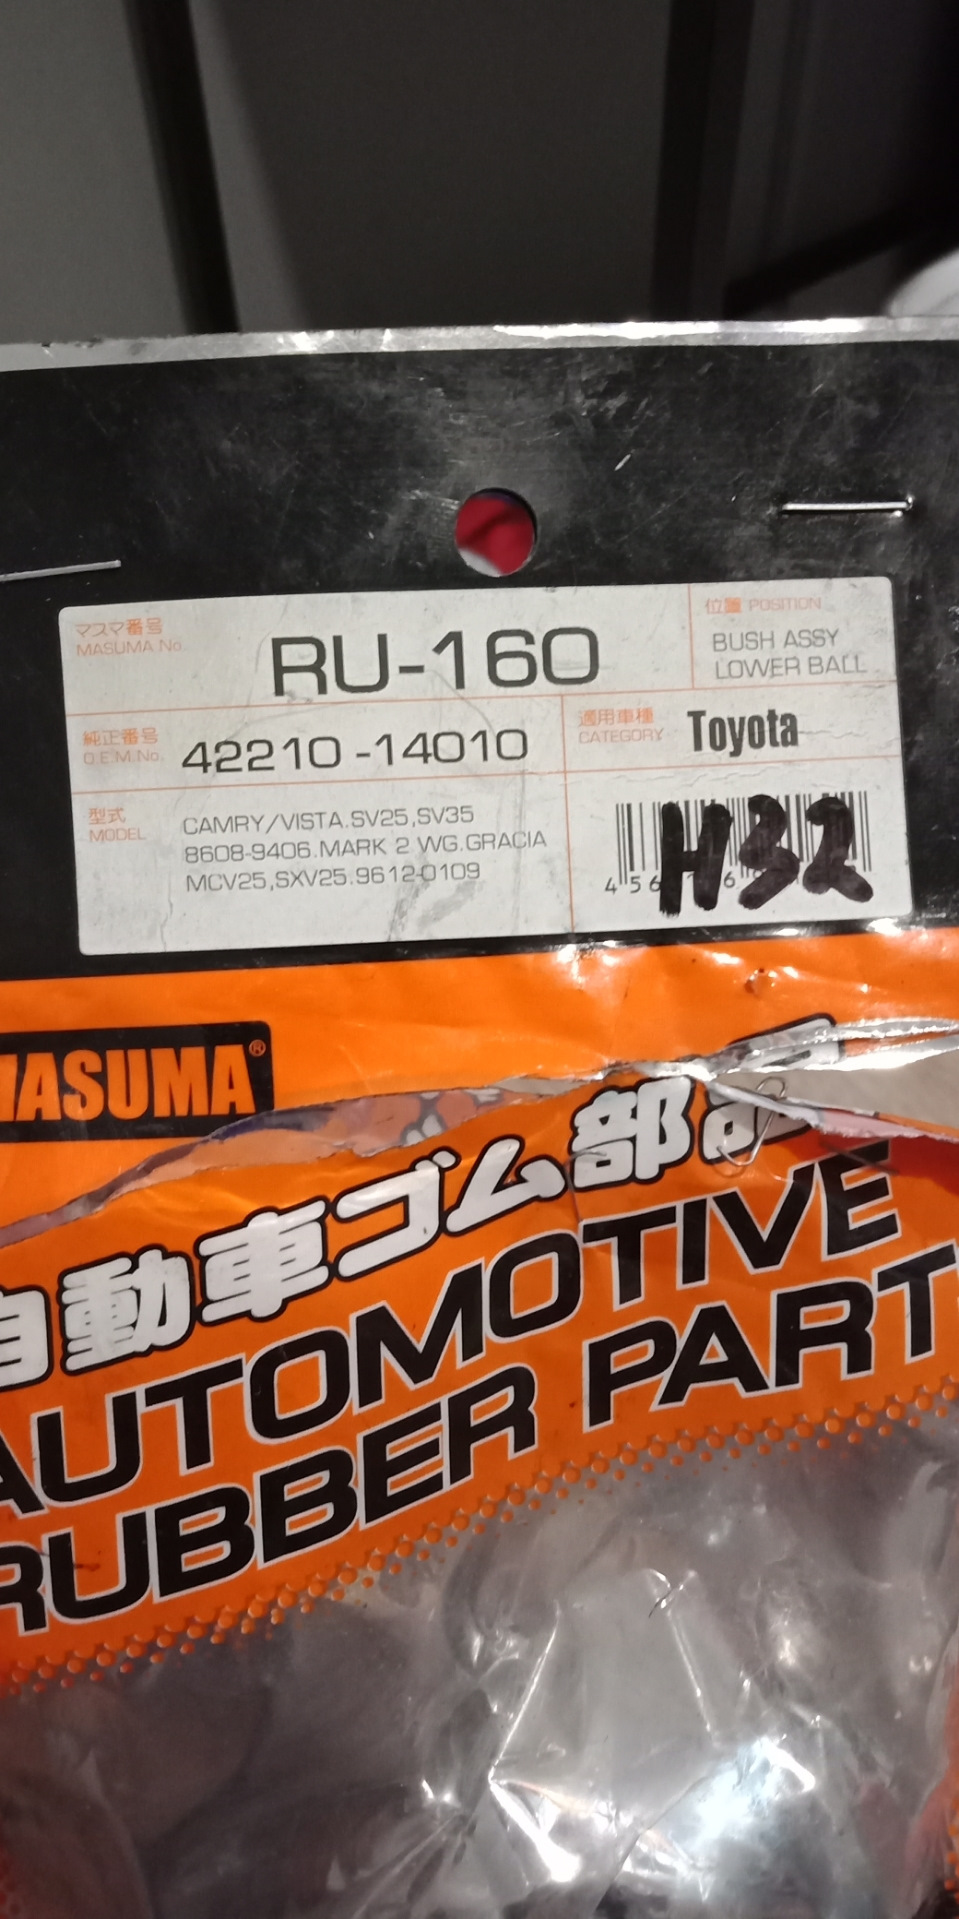 マスマ番号
MASUMA No.
RU-160
位置 POSITION
BUSH ASSY
LOWER BALL
純正番号
O.E.M.No.
42210-14010
適用車種
CATEGORY
Toyota
型式
MODEL
CAMRY/VISTA.SV25,SV35
8608-9406.MARK 2 WG.GRACIA
MCV25,SXV25.9612-0109
H32
MASUMA®
自動車ゴム部品
AUTOMOTIVE
RUBBER PART